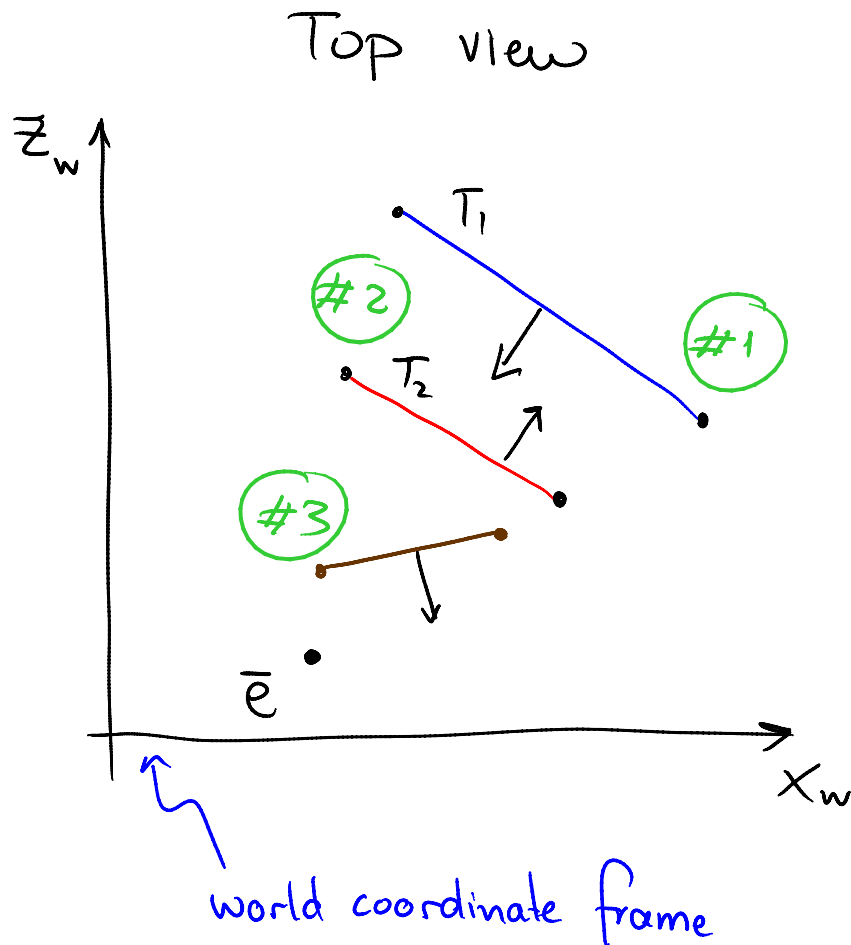 Top view
Z_w
T_1
#2
#1
T_2
#3
e̅
X_w
world coordinate frame